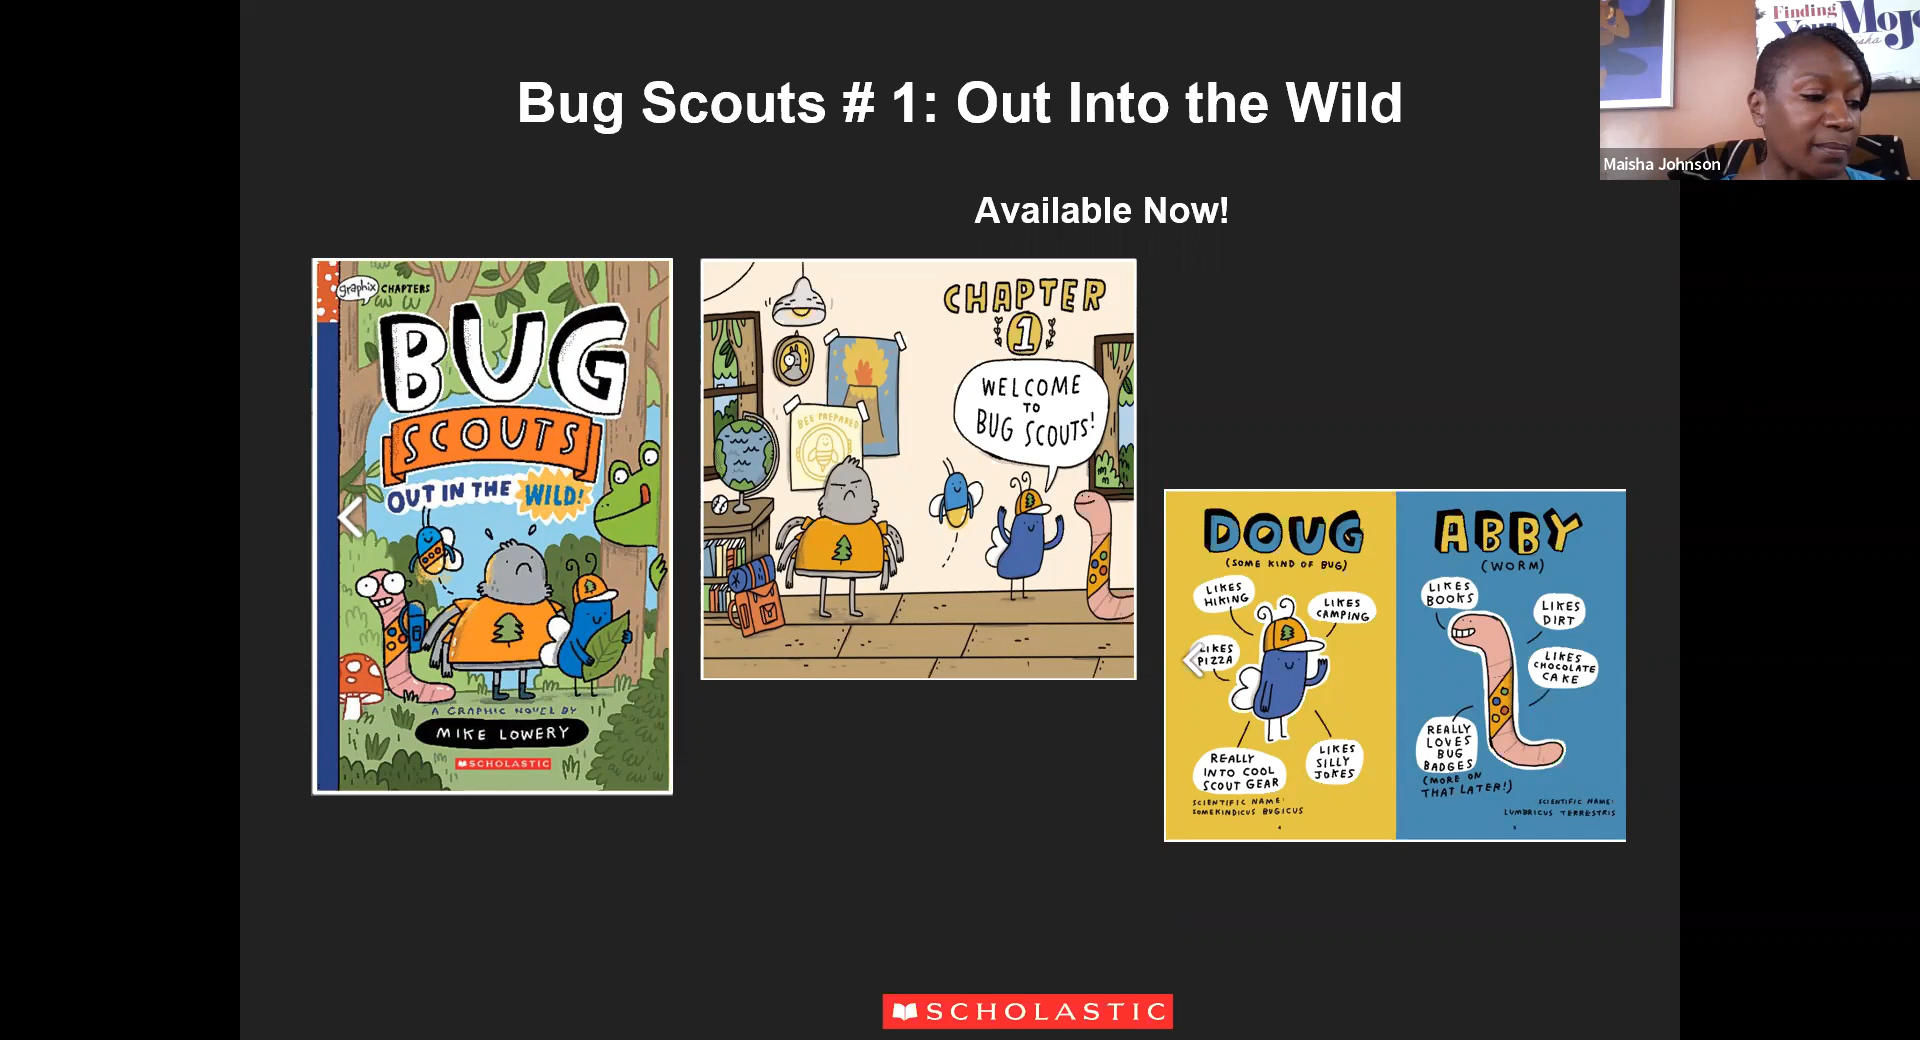 Bug Scouts # 1: Out Into the Wild
Finding
Your Mojo
Maisha Johnson
Available Now!
graphix CHAPTERS
BUG
SCOUTS
OUT IN THE WILD!
A GRAPHIC NOVEL BY
MIKE LOWERY
SCHOLASTIC
CHAPTER
1
WELCOME
TO
BUG SCOUTS!
BEE PREPARED
DOUG
(SOME KIND OF BUG)
LIKES
HIKING
LIKES
CAMPING
LIKES
PIZZA
REALLY
INTO COOL
SCOUT GEAR
LIKES
SILLY
JOKES
SCIENTIFIC NAME:
SOMEKINDICUS BUGICUS
4
ABBY
(WORM)
LIKES
BOOKS
LIKES
DIRT
LIKES
CHOCOLATE
CAKE
REALLY
LOVES
BUG
BADGES
(MORE ON
THAT LATER!)
SCIENTIFIC NAME:
LUMBRICUS TERRESTRIS
5
SCHOLASTIC